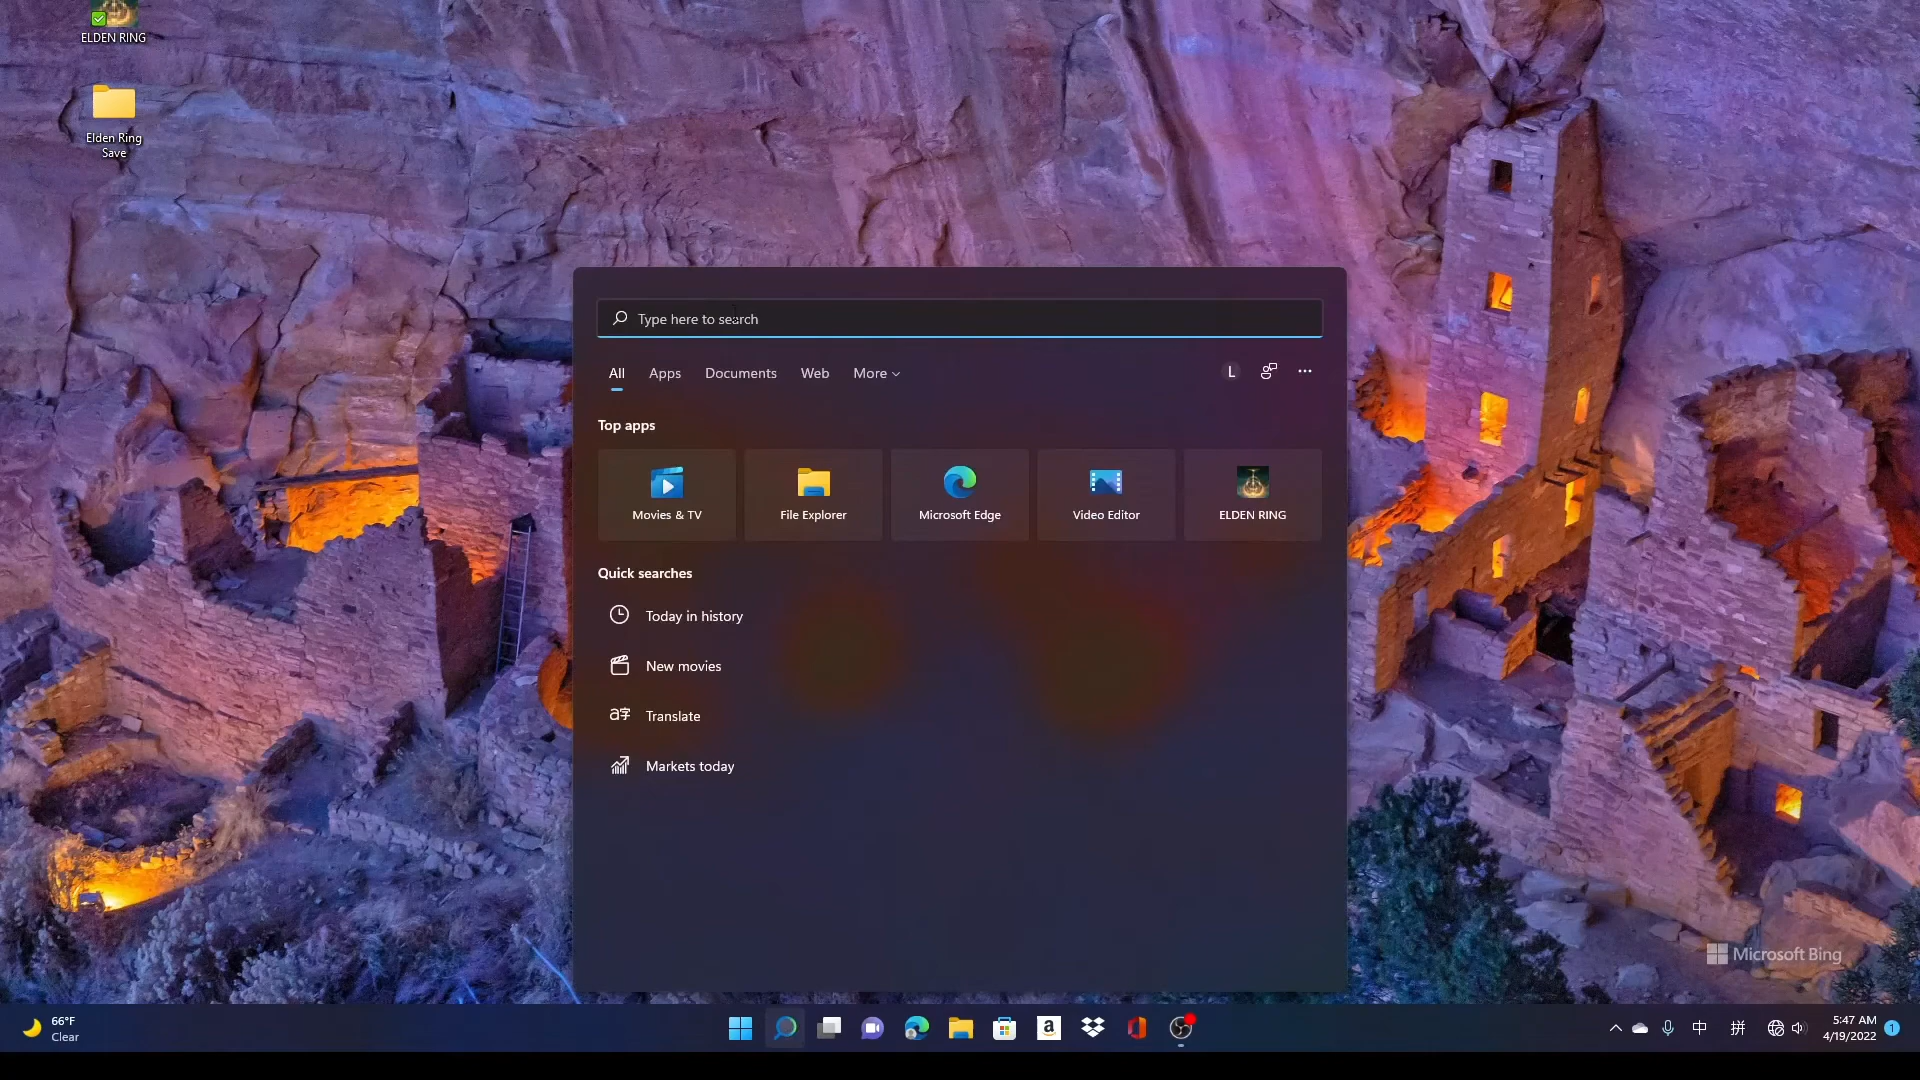 ELDEN RING
Elden Ring
Save
Type here to search
All Apps Documents Web More
L
Top apps
Movies & TV File Explorer Microsoft Edge Video Editor ELDEN RING
Quick searches
Today in history
New movies
a字 Translate
Markets today
Microsoft Bing
66°F
Clear
a
中 拼
5:47 AM
4/19/2022
1